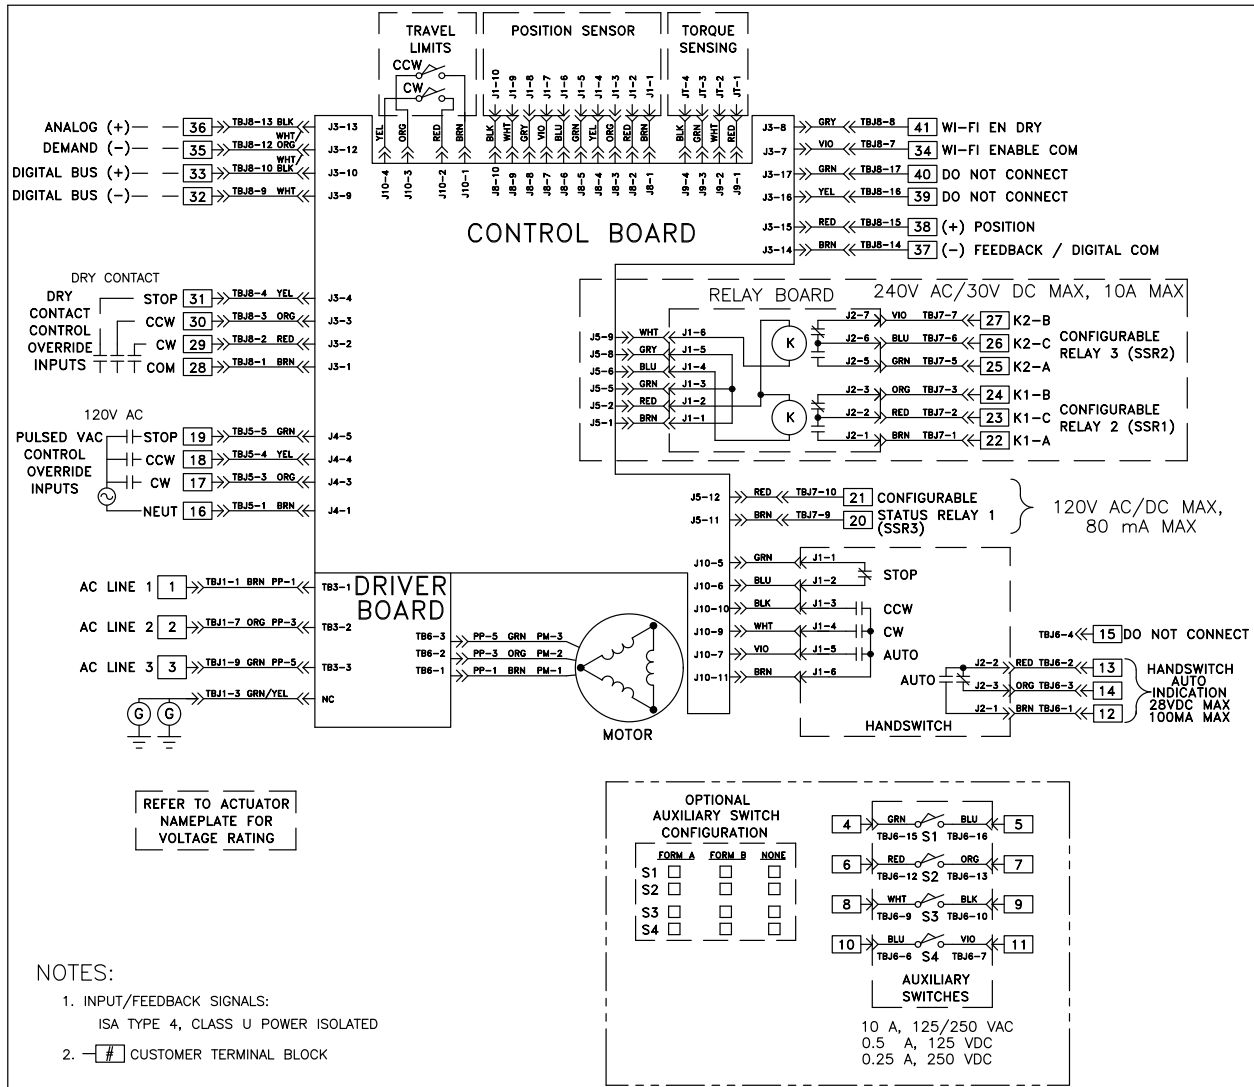 TRAVEL LIMITS
CCW
CW
YEL ORG RED BRN
J10-4 J10-3 J10-2 J10-1
POSITION SENSOR
J1-10 J1-9 J1-8 J1-7 J1-6 J1-5 J1-4 J1-3 J1-2 J1-1
BLK WHT GRY VIO BLU GRN YEL ORG RED BRN
J8-10 J8-9 J8-8 J8-7 J8-6 J8-5 J8-4 J8-3 J8-2 J8-1
TORQUE SENSING
JT-4 JT-3 JT-2 JT-1
BLK GRN WHT RED
J9-4 J9-3 J9-2 J9-1
ANALOG (+) 36 TBJ8-13 BLK J3-13
DEMAND (-) 35 TBJ8-12 WHT/ORG J3-12
DIGITAL BUS (+) 33 TBJ8-10 WHT/BLK J3-10
DIGITAL BUS (-) 32 TBJ8-9 WHT J3-9
J3-8 GRY TBJ8-8 41 WI-FI EN DRY
J3-7 VIO TBJ8-7 34 WI-FI ENABLE COM
J3-17 GRN TBJ8-17 40 DO NOT CONNECT
J3-16 YEL TBJ8-16 39 DO NOT CONNECT
J3-15 RED TBJ8-15 38 (+) POSITION
J3-14 BRN TBJ8-14 37 (-) FEEDBACK / DIGITAL COM
CONTROL BOARD
DRY CONTACT
DRY CONTACT CONTROL OVERRIDE INPUTS
STOP 31 TBJ8-4 YEL J3-4
CCW 30 TBJ8-3 ORG J3-3
CW 29 TBJ8-2 RED J3-2
COM 28 TBJ8-1 BRN J3-1
RELAY BOARD 240V AC/30V DC MAX, 10A MAX
J5-9 WHT J1-6
J5-8 GRY J1-5
J5-6 BLU J1-4
J5-5 GRN J1-3
J5-2 RED J1-2
J5-1 BRN J1-1
K
K
J2-7 VIO TBJ7-7 27 K2-B
J2-6 BLU TBJ7-6 26 K2-C
J2-5 GRN TBJ7-5 25 K2-A
CONFIGURABLE RELAY 3 (SSR2)
J2-3 ORG TBJ7-3 24 K1-B
J2-2 RED TBJ7-2 23 K1-C
J2-1 BRN TBJ7-1 22 K1-A
CONFIGURABLE RELAY 2 (SSR1)
120V AC
PULSED VAC CONTROL OVERRIDE INPUTS
STOP 19 TBJ5-5 GRN J4-5
CCW 18 TBJ5-4 YEL J4-4
CW 17 TBJ5-3 ORG J4-3
NEUT 16 TBJ5-1 BRN J4-1
J5-12 RED TBJ7-10 21 CONFIGURABLE
J5-11 BRN TBJ7-9 20 STATUS RELAY 1
(SSR3)
120V AC/DC MAX,
80 mA MAX
AC LINE 1 1 TBJ1-1 BRN PP-1 TB3-1
AC LINE 2 2 TBJ1-7 ORG PP-3 TB3-2
AC LINE 3 3 TBJ1-9 GRN PP-5 TB3-3
G G TBJ1-3 GRN/YEL NC
DRIVER BOARD
TB6-3 PP-5 GRN PM-3
TB6-2 PP-3 ORG PM-2
TB6-1 PP-1 BRN PM-1
MOTOR
J10-5 GRN J1-1
J10-6 BLU J1-2
STOP
J10-10 BLK J1-3 CCW
J10-9 WHT J1-4 CW
J10-7 VIO J1-5 AUTO
J10-11 BRN J1-6
AUTO
HANDSWITCH
TBJ6-4 15 DO NOT CONNECT
J2-2 RED TBJ6-2 13
J2-3 ORG TBJ6-3 14
J2-1 BRN TBJ6-1 12
HANDSWITCH
AUTO
INDICATION
28VDC MAX
100MA MAX
REFER TO ACTUATOR
NAMEPLATE FOR
VOLTAGE RATING
OPTIONAL
AUXILIARY SWITCH
CONFIGURATION
FORM A FORM B NONE
S1
S2
S3
S4
4 GRN BLU 5
TBJ6-15 S1 TBJ6-16
6 RED ORG 7
TBJ6-12 S2 TBJ6-13
8 WHT BLK 9
TBJ6-9 S3 TBJ6-10
10 BLU VIO 11
TBJ6-6 S4 TBJ6-7
AUXILIARY
SWITCHES
10 A, 125/250 VAC
0.5 A, 125 VDC
0.25 A, 250 VDC
NOTES:
1. INPUT/FEEDBACK SIGNALS:
ISA TYPE 4, CLASS U POWER ISOLATED
2. # CUSTOMER TERMINAL BLOCK